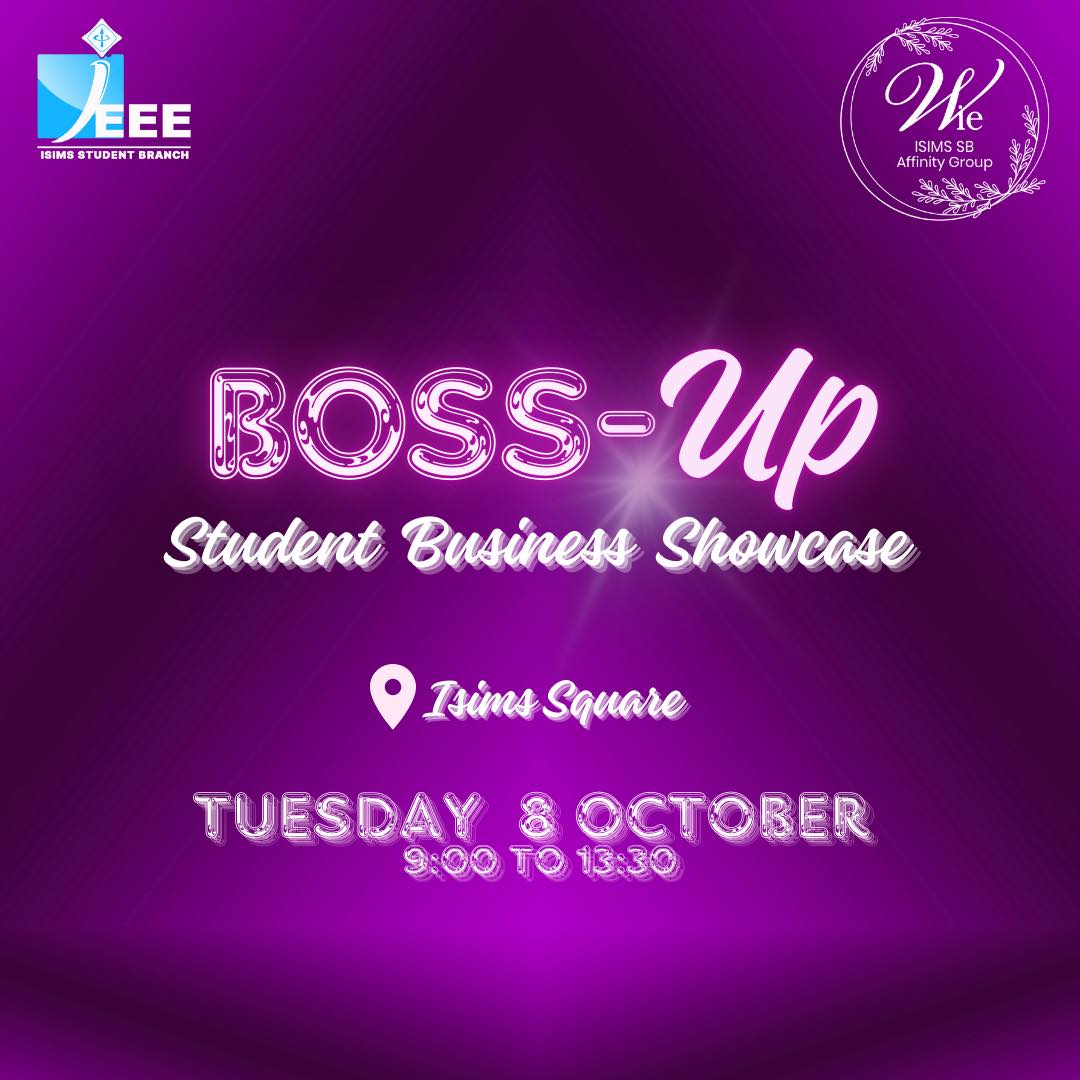 IEEE
ISIMS STUDENT BRANCH
Wie
ISIMS SB
Affinity Group
BOSS-Up
Student Business Showcase
Isims Square
TUESDAY 8 OCTOBER
9:00 TO 13:30